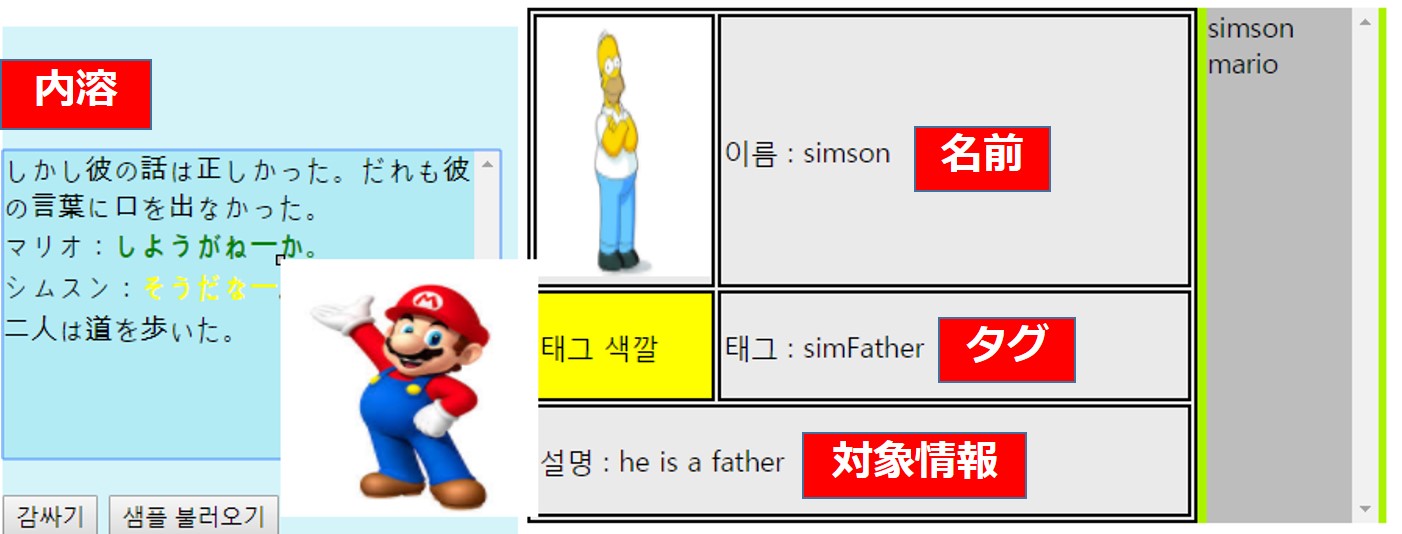 内溶
しかし彼の話は正しかった。だれも彼
の言葉に口を出なかった。
マリオ：しようがねーか。
シムスン：そうだなー
二人は道を歩いた。
감싸기 샘플 불러오기
M
이름 : simson 名前
태그 색깔
태그 : simFather タグ
설명 : he is a father 対象情報
simson
mario